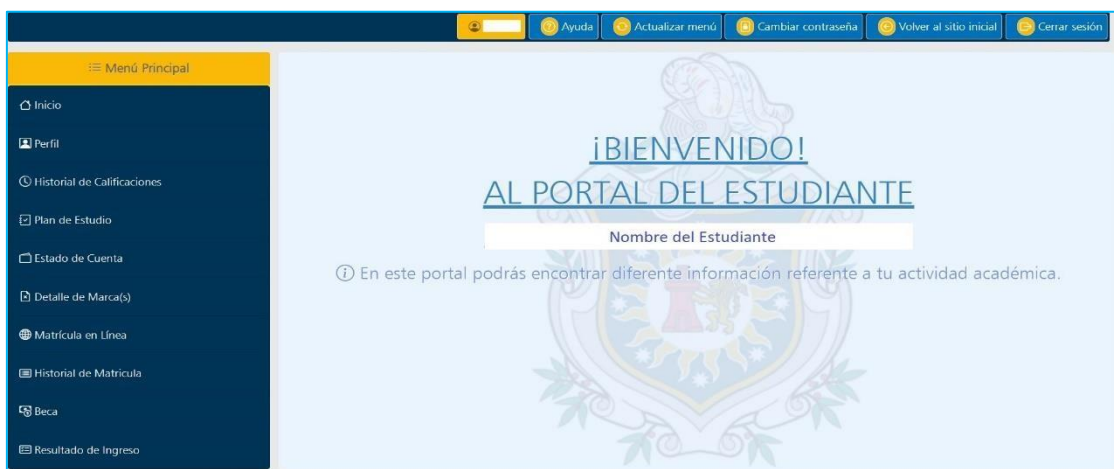 Ayuda
Actualizar menú
Cambiar contraseña
Volver al sitio inicial
Cerrar sesión
Menú Principal
Inicio
Perfil
Historial de Calificaciones
Plan de Estudio
Estado de Cuenta
Detalle de Marca(s)
Matrícula en Línea
Historial de Matricula
Beca
Resultado de Ingreso
¡BIENVENIDO!
AL PORTAL DEL ESTUDIANTE
Nombre del Estudiante
En este portal podrás encontrar diferente información referente a tu actividad académica.